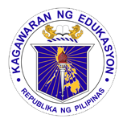 KAGAWARAN NG EDUKASYON
REPUBLIKA NG PILIPINAS